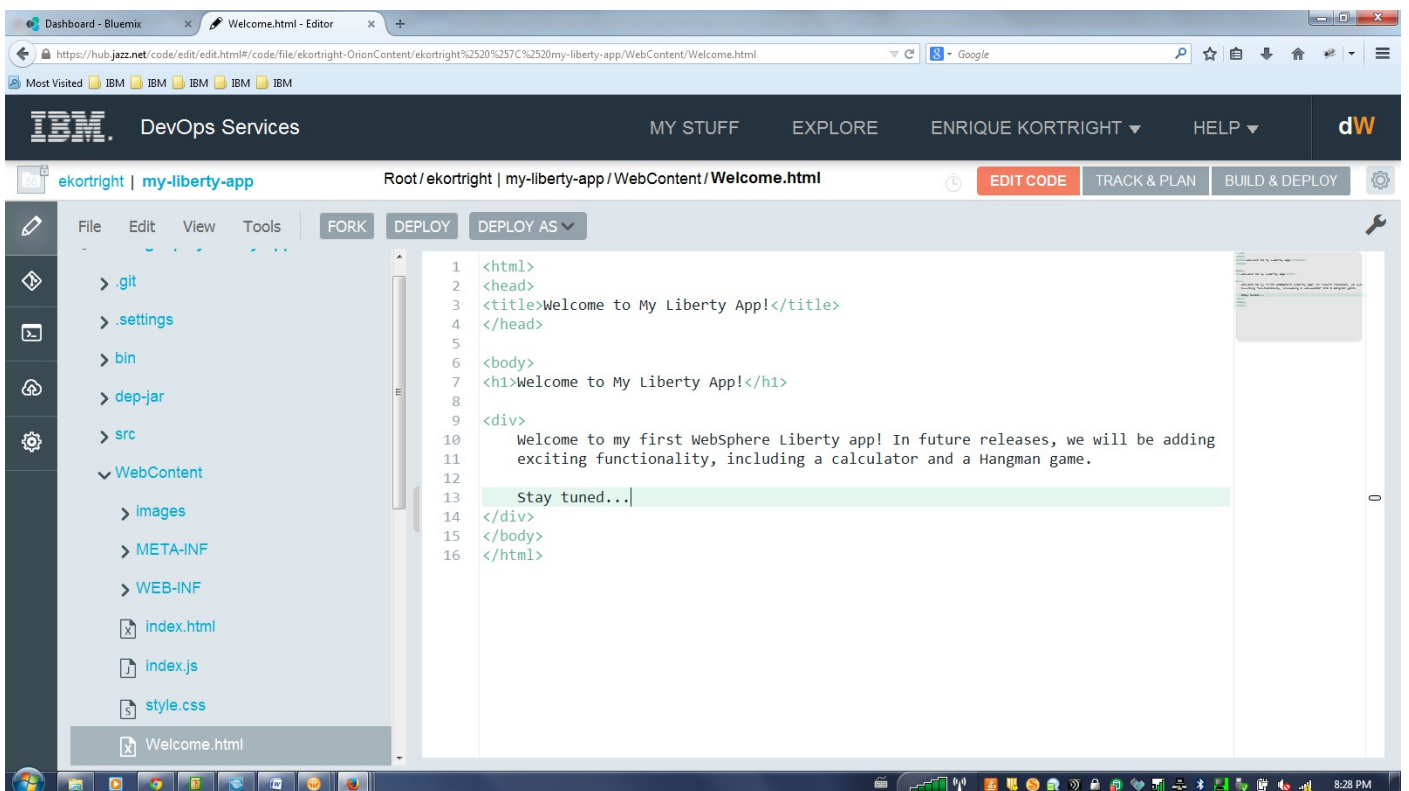 Dashboard - Bluemix
Welcome.html - Editor
https://hub.jazz.net/code/edit/edit.html#/code/file/ekortright-OrionContent/ekortright%2520%257C%2520my-liberty-app/WebContent/Welcome.html
8 - Google
Most Visited IBM IBM IBM IBM IBM
IBM. DevOps Services MY STUFF EXPLORE ENRIQUE KORTRIGHT HELP dW
ekortright | my-liberty-app Root / ekortright | my-liberty-app / WebContent / Welcome.html EDIT CODE TRACK & PLAN BUILD & DEPLOY
File Edit View Tools FORK DEPLOY DEPLOY AS
.git
.settings
bin
dep-jar
src
WebContent
images
META-INF
WEB-INF
index.html
index.js
style.css
Welcome.html
1 <html>
2 <head>
3 <title>Welcome to My Liberty App!</title>
4 </head>
5
6 <body>
7 <h1>Welcome to My Liberty App!</h1>
8
9 <div>
10 Welcome to my first WebSphere Liberty app! In future releases, we will be adding
11 exciting functionality, including a calculator and a Hangman game.
12
13 Stay tuned...
14 </div>
15 </body>
16 </html>
8:28 PM